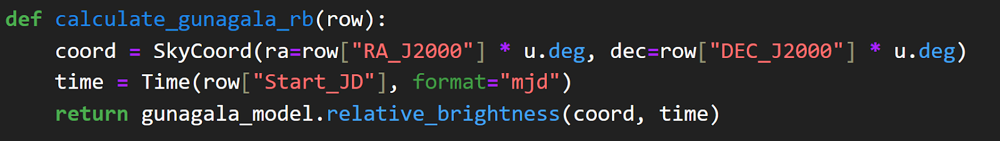 def calculate_gunagala_rb(row):
    coord = SkyCoord(ra=row["RA_J2000"] * u.deg, dec=row["DEC_J2000"] * u.deg)
    time = Time(row["Start_JD"], format="mjd")
    return gunagala_model.relative_brightness(coord, time)